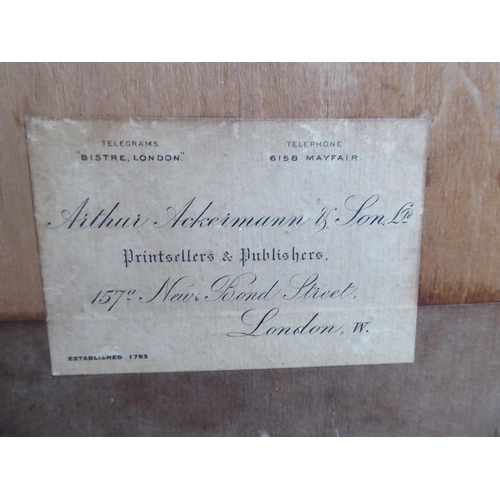 TELEGRAMS
"BISTRE, LONDON."
TELEPHONE
6158 MAYFAIR.
Arthur Ackermann & Son, Ltd
Printsellers & Publishers,
157a New Bond Street,
London, W.
ESTABLISHED 1783